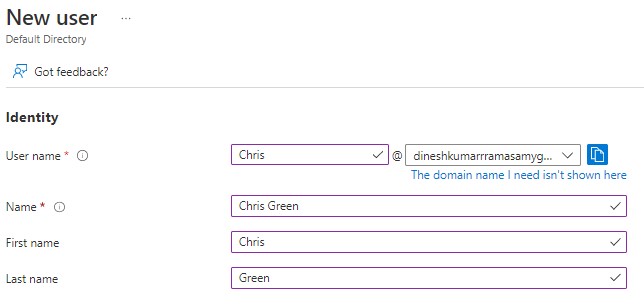 New user ...
Default Directory
Got feedback?
Identity
User name * Chris @ dineshkumarrramasamyg...
The domain name I need isn't shown here
Name * Chris Green
First name Chris
Last name Green